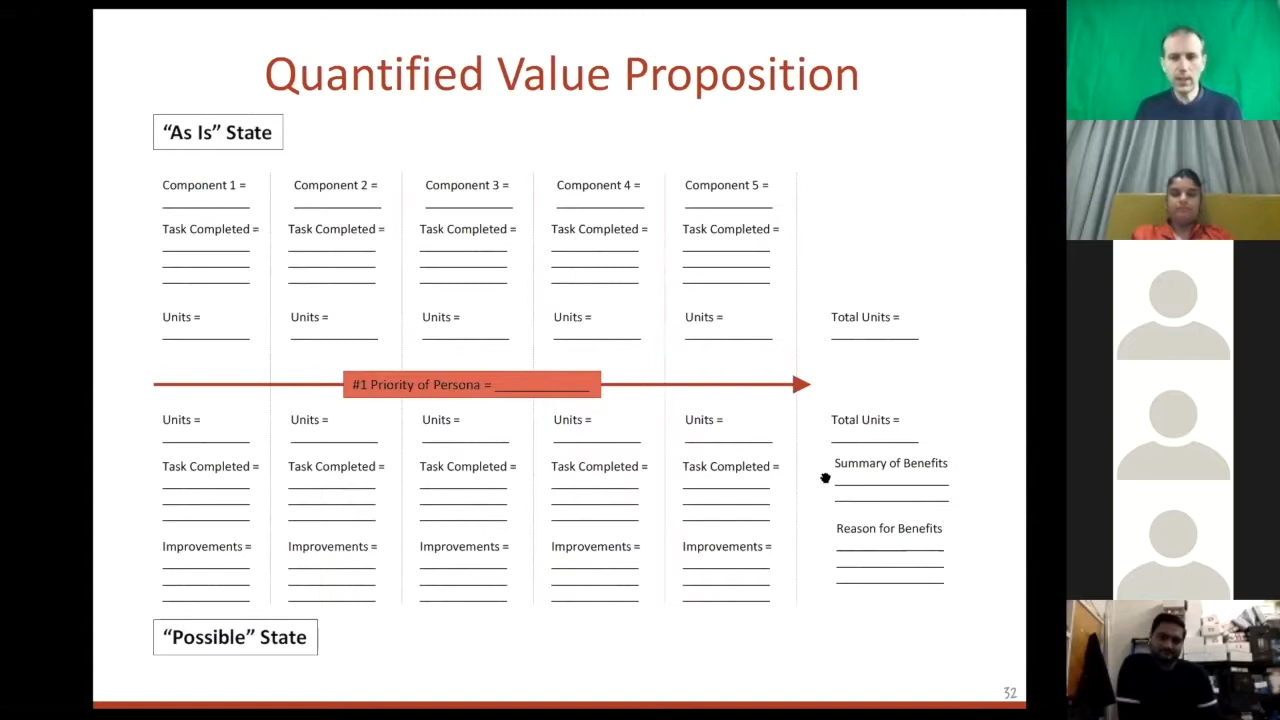 Quantified Value Proposition
“As Is” State
Component 1 = Component 2 = Component 3 = Component 4 = Component 5 =
Task Completed = Task Completed = Task Completed = Task Completed = Task Completed =
Units = Units = Units = Units = Units = Total Units =
#1 Priority of Persona =
Units = Units = Units = Units = Units = Total Units =
Task Completed = Task Completed = Task Completed = Task Completed = Task Completed = Summary of Benefits
Reason for Benefits
Improvements = Improvements = Improvements = Improvements = Improvements =
“Possible” State
32